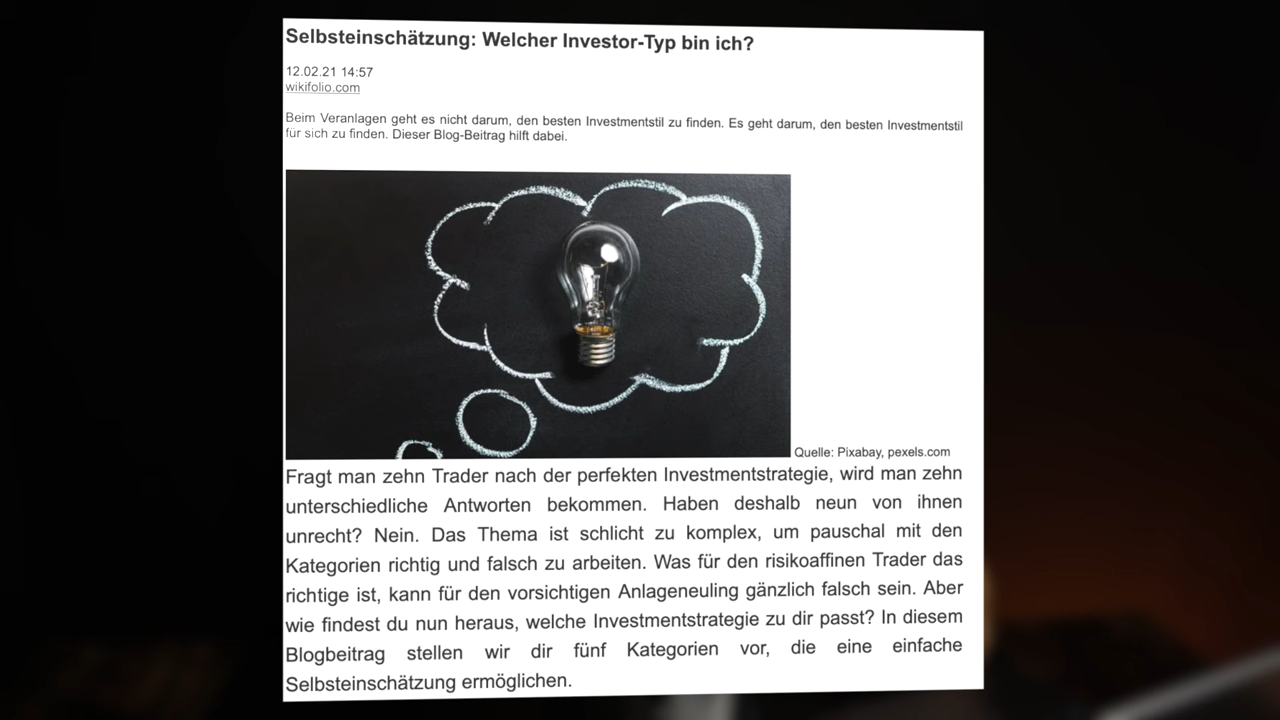 Selbsteinschätzung: Welcher Investor-Typ bin ich?
12.02.21 14:57
wikifolio.com
Beim Veranlagen geht es nicht darum, den besten Investmentstil zu finden. Es geht darum, den besten Investmentstil
für sich zu finden. Dieser Blog-Beitrag hilft dabei.
Quelle: Pixabay, pexels.com
Fragt man zehn Trader nach der perfekten Investmentstrategie, wird man zehn
unterschiedliche Antworten bekommen. Haben deshalb neun von ihnen
unrecht? Nein. Das Thema ist schlicht zu komplex, um pauschal mit den
Kategorien richtig und falsch zu arbeiten. Was für den risikoaffinen Trader das
richtige ist, kann für den vorsichtigen Anlageneuling gänzlich falsch sein. Aber
wie findest du nun heraus, welche Investmentstrategie zu dir passt? In diesem
Blogbeitrag stellen wir dir fünf Kategorien vor, die eine einfache
Selbsteinschätzung ermöglichen.